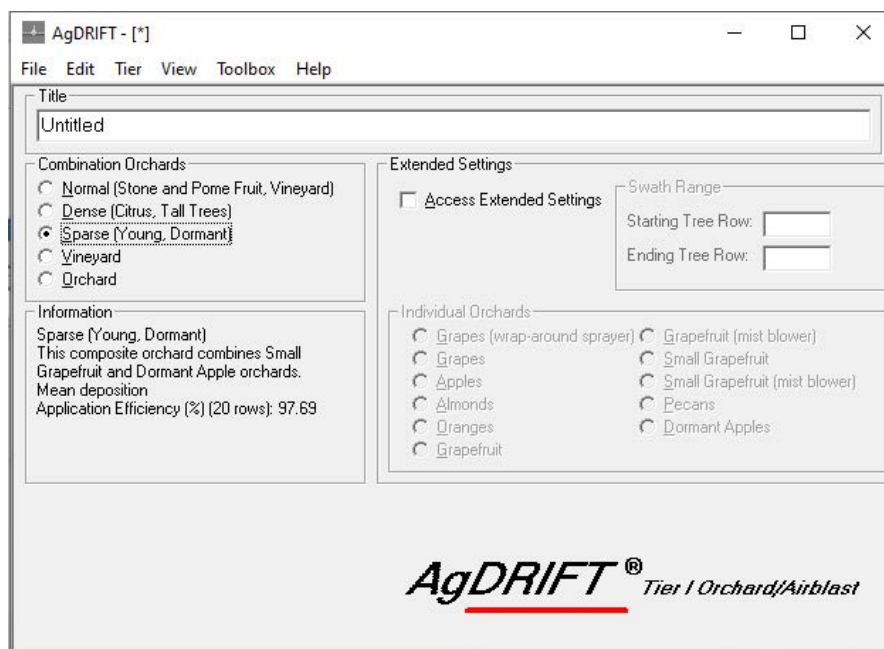 AgDRIFT - [*]
File Edit Tier View Toolbox Help
Title
Untitled
Combination Orchards
Normal (Stone and Pome Fruit, Vineyard)
Dense (Citrus, Tall Trees)
Sparse (Young, Dormant)
Vineyard
Orchard
Information
Sparse (Young, Dormant)
This composite orchard combines Small
Grapefruit and Dormant Apple orchards.
Mean deposition
Application Efficiency (%) (20 rows): 97.69
Extended Settings
Access Extended Settings
Swath Range
Starting Tree Row:
Ending Tree Row:
Individual Orchards
Grapes (wrap-around sprayer)
Grapes
Apples
Almonds
Oranges
Grapefruit
Grapefruit (mist blower)
Small Grapefruit
Small Grapefruit (mist blower)
Pecans
Dormant Apples
AgDRIFT® Tier I Orchard/Airblast